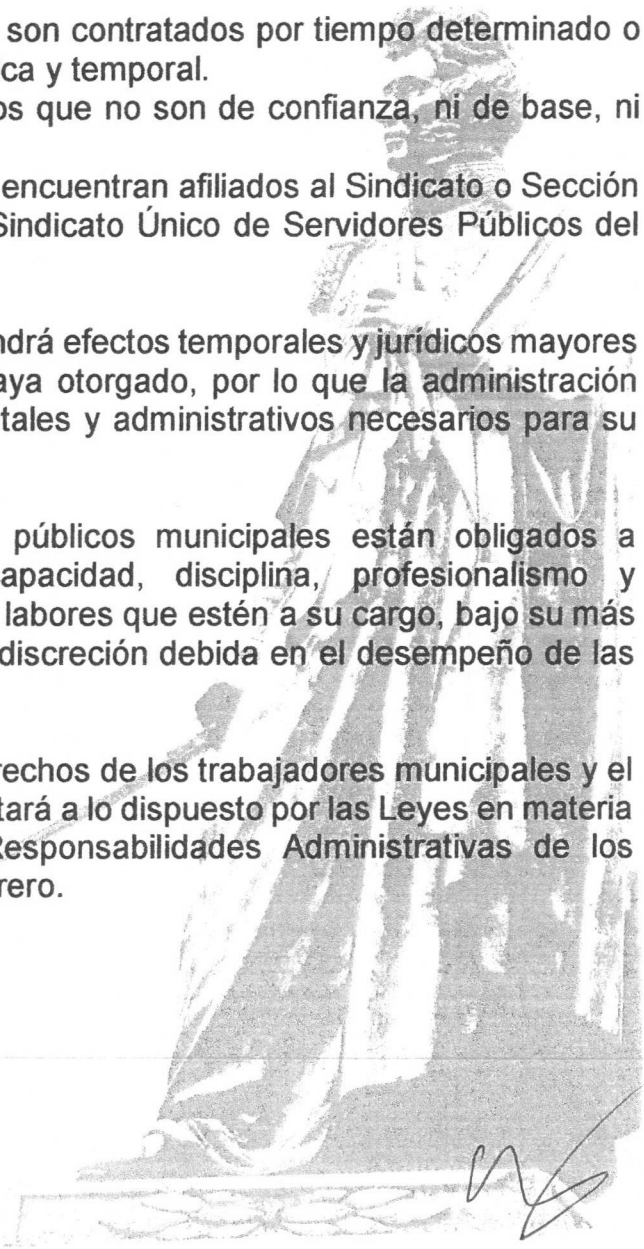 son contratados por tiempo determinado o
ca y temporal.
os que no son de confianza, ni de base, ni
encuentran afiliados al Sindicato o Sección
Sindicato Único de Servidores Públicos del
ndrá efectos temporales y jurídicos mayores
aya otorgado, por lo que la administración
tales y administrativos necesarios para su
públicos municipales están obligados a
apacidad, disciplina, profesionalismo y
labores que estén a su cargo, bajo su más
discreción debida en el desempeño de las
rechos de los trabajadores municipales y el
tará a lo dispuesto por las Leyes en materia
Responsabilidades Administrativas de los
rero.